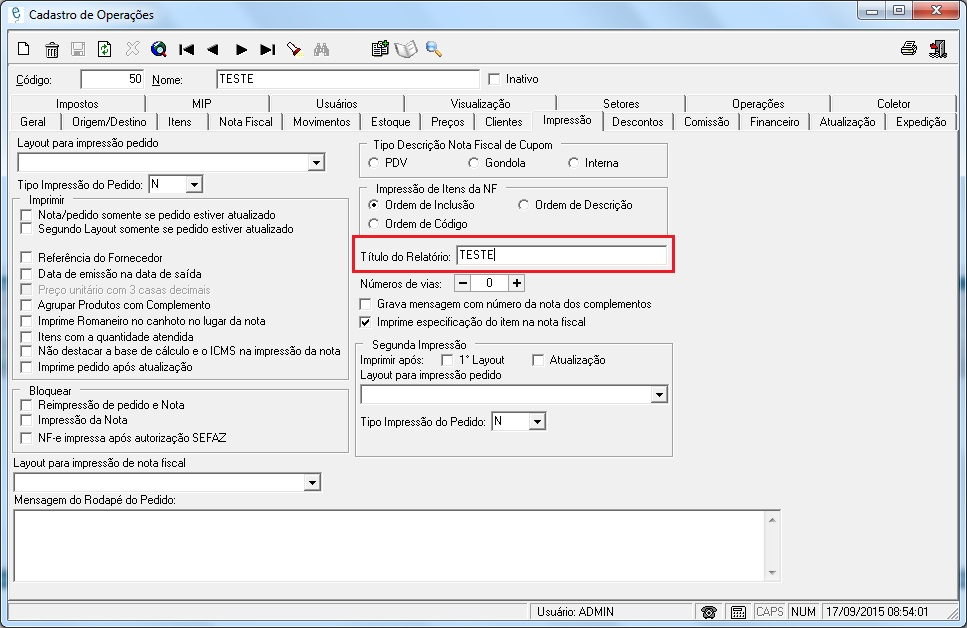 Cadastro de Operações
Código: 50 Nome: TESTE Inativo
Impostos MIP Usuários Visualização Setores Operações Coletor
Geral Origem/Destino Itens Nota Fiscal Movimentos Estoque Preços Clientes Impressão Descontos Comissão Financeiro Atualização Expedição
Layout para impressão pedido
Tipo Impressão do Pedido: N
Imprimir
Nota/pedido somente se pedido estiver atualizado
Segundo Layout somente se pedido estiver atualizado
Referência do Fornecedor
Data de emissão na data de saída
Preço unitário com 3 casas decimais
Agrupar Produtos com Complemento
Imprime Romaneiro no canhoto no lugar da nota
Itens com a quantidade atendida
Não destacar a base de cálculo e o ICMS na impressão da nota
Imprime pedido após atualização
Bloquear
Reimpressão de pedido e Nota
Impressão da Nota
NF-e impressa após autorização SEFAZ
Layout para impressão de nota fiscal
Tipo Descrição Nota Fiscal de Cupom
PDV Gondola Interna
Impressão de Itens da NF
Ordem de Inclusão Ordem de Descrição
Ordem de Código
Título do Relatório: TESTE
Números de vias: - 0 +
Grava mensagem com número da nota dos complementos
Imprime especificação do item na nota fiscal
Segunda Impressão
Imprimir após: 1° Layout Atualização
Layout para impressão pedido
Tipo Impressão do Pedido: N
Mensagem do Rodapé do Pedido:
Usuário: ADMIN CAPS NUM 17/09/2015 08:54:01